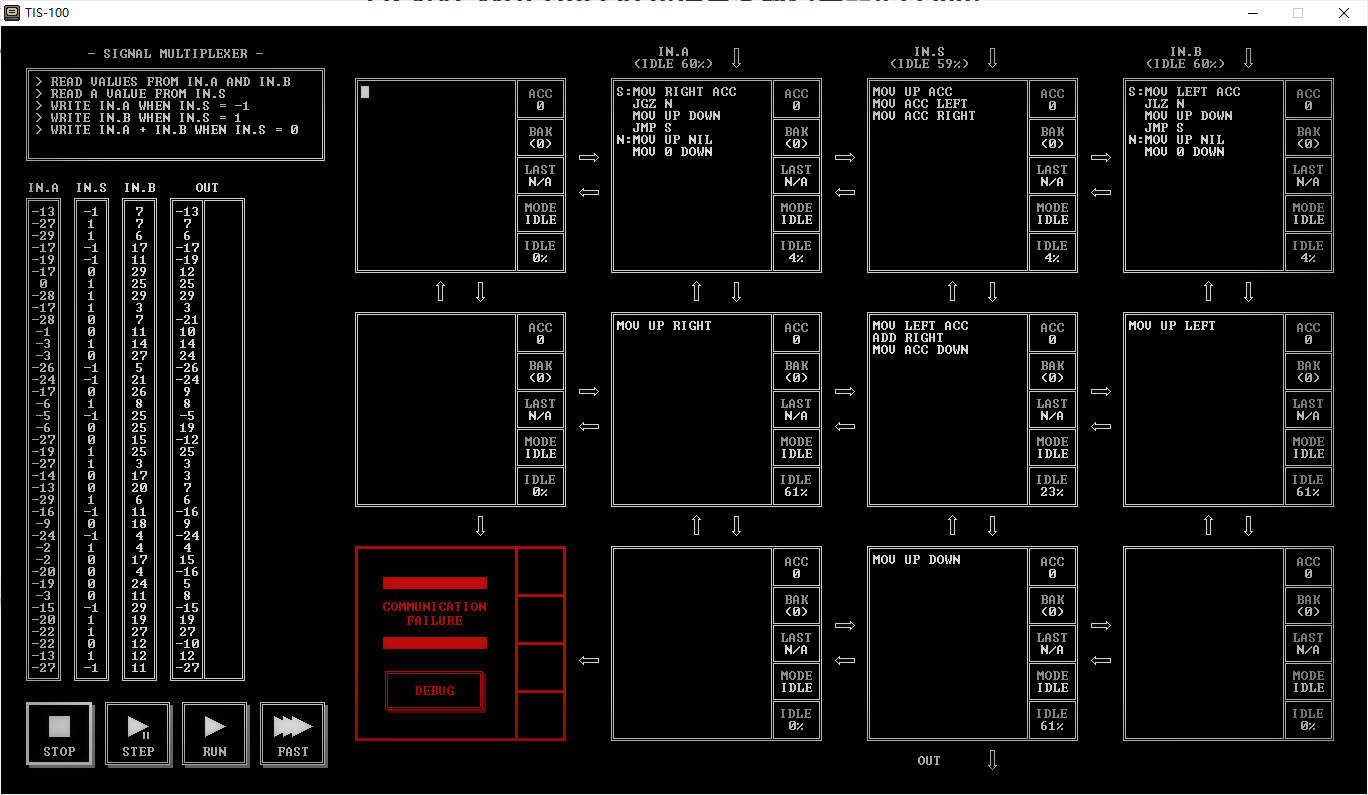 TIS-100
- SIGNAL MULTIPLEXER -
> READ VALUES FROM IN.A AND IN.B
> READ A VALUE FROM IN.S
> WRITE IN.A WHEN IN.S = -1
> WRITE IN.B WHEN IN.S = 1
> WRITE IN.A + IN.B WHEN IN.S = 0
IN.A IN.S IN.B OUT
-13 -1 7 -13
-27 1 7 7
-29 1 6 6
-17 -1 17 -17
-19 -1 11 -19
-17 0 29 12
0 1 25 25
-28 1 29 29
-17 1 3 3
-28 0 7 -21
-1 0 11 10
-3 1 14 14
-3 0 27 24
-26 -1 5 -26
-24 -1 21 -24
-17 0 26 9
-6 1 8 8
-5 -1 25 -5
-6 0 25 19
-27 0 15 -12
-19 1 25 25
-27 1 3 3
-14 0 17 3
-13 0 20 7
-29 1 6 6
-16 -1 11 -16
-9 0 18 9
-24 -1 4 -24
-2 1 4 4
-2 0 17 15
-20 0 4 -16
-19 0 24 5
-3 0 11 8
-15 -1 29 -15
-20 1 19 19
-22 1 27 27
-22 0 12 -10
-13 1 12 12
-27 -1 11 -27
STOP
STEP
RUN
FAST
IN.A
(IDLE 60%)
IN.S
(IDLE 59%)
IN.B
(IDLE 60%)
ACC
0
BAK
(0)
LAST
N/A
MODE
IDLE
IDLE
0%
S:MOV RIGHT ACC
JGZ N
MOV UP DOWN
JMP S
N:MOV UP NIL
MOV 0 DOWN
ACC
0
BAK
(0)
LAST
N/A
MODE
IDLE
IDLE
4%
MOV UP ACC
MOV ACC LEFT
MOV ACC RIGHT
ACC
0
BAK
(0)
LAST
N/A
MODE
IDLE
IDLE
4%
S:MOV LEFT ACC
JLZ N
MOV UP DOWN
JMP S
N:MOV UP NIL
MOV 0 DOWN
ACC
0
BAK
(0)
LAST
N/A
MODE
IDLE
IDLE
4%
ACC
0
BAK
(0)
LAST
N/A
MODE
IDLE
IDLE
0%
MOV UP RIGHT
ACC
0
BAK
(0)
LAST
N/A
MODE
IDLE
IDLE
61%
MOV LEFT ACC
ADD RIGHT
MOV ACC DOWN
ACC
0
BAK
(0)
LAST
N/A
MODE
IDLE
IDLE
23%
MOV UP LEFT
ACC
0
BAK
(0)
LAST
N/A
MODE
IDLE
IDLE
61%
COMMUNICATION
FAILURE
DEBUG
ACC
0
BAK
(0)
LAST
N/A
MODE
IDLE
IDLE
0%
MOV UP DOWN
ACC
0
BAK
(0)
LAST
N/A
MODE
IDLE
IDLE
61%
ACC
0
BAK
(0)
LAST
N/A
MODE
IDLE
IDLE
0%
OUT